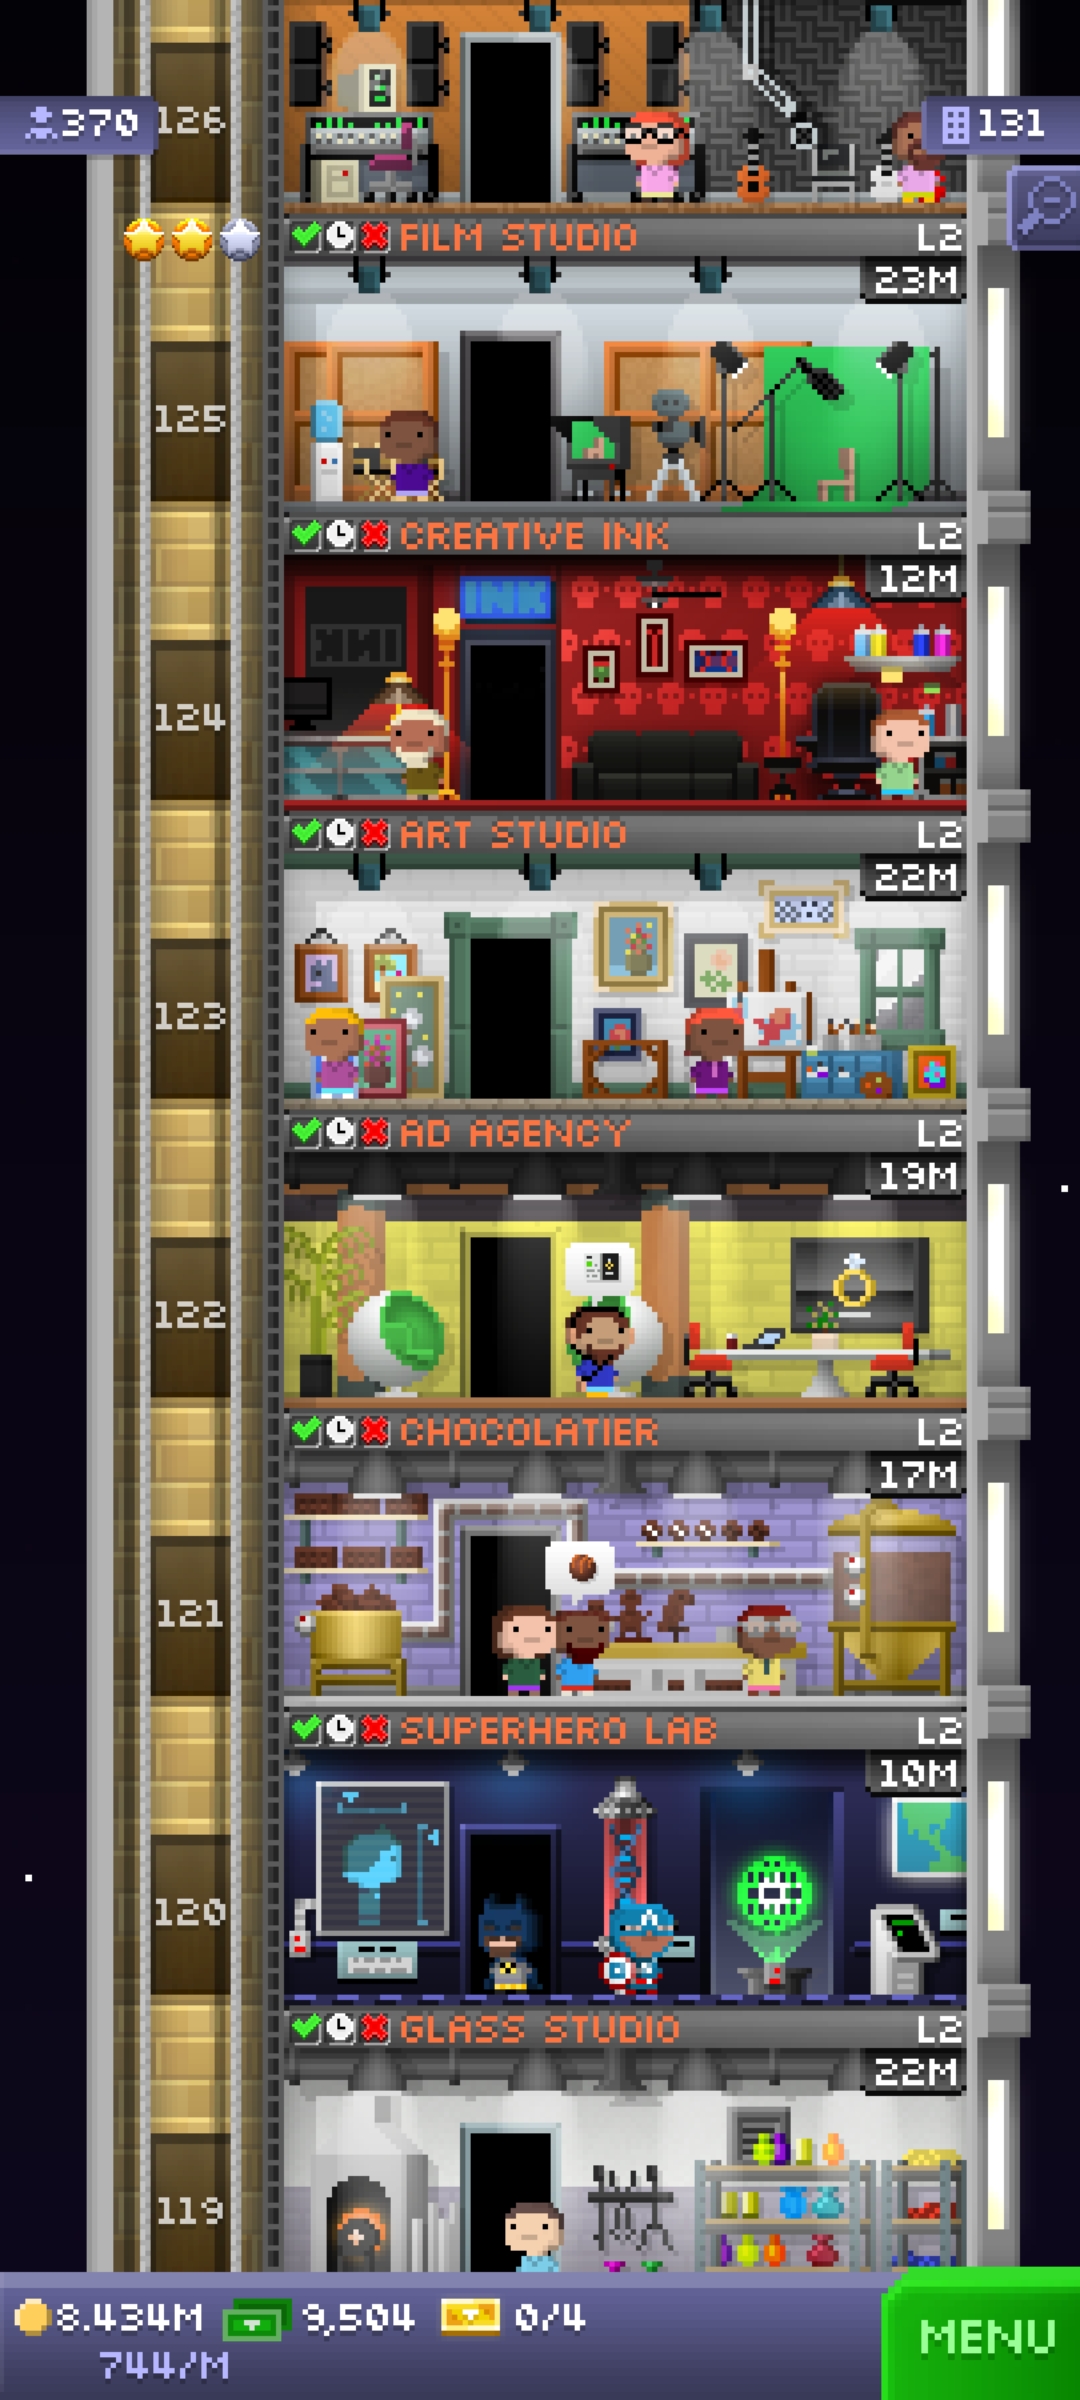 370
126
131
FILM STUDIO L2
23M
125
CREATIVE INK L2
12M
INK
124
ART STUDIO L2
22M
123
AD AGENCY L2
19M
122
CHOCOLATIER L2
17M
121
SUPERHERO LAB L2
10M
120
GLASS STUDIO L2
22M
119
8.434M 9,504 0/4
744/M
MENU